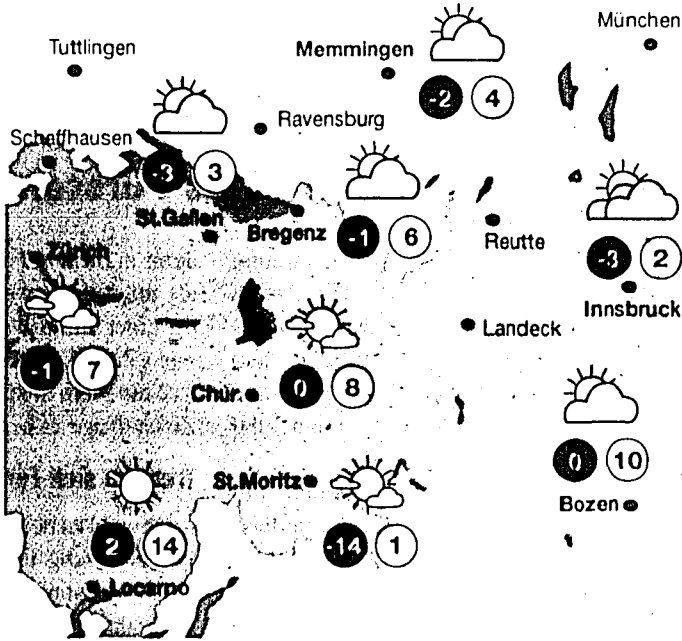 München
Tuttlingen
Memmingen
-2 4
Ravensburg
Schaffhausen
-3 3
St.Gallen
Bregenz
-1 6
Reutte
Zürich
-3 2
Innsbruck
Landeck
-1 7
Chur
0 8
0 10
St.Moritz
Bozen
2 14
-14 1
Locarno